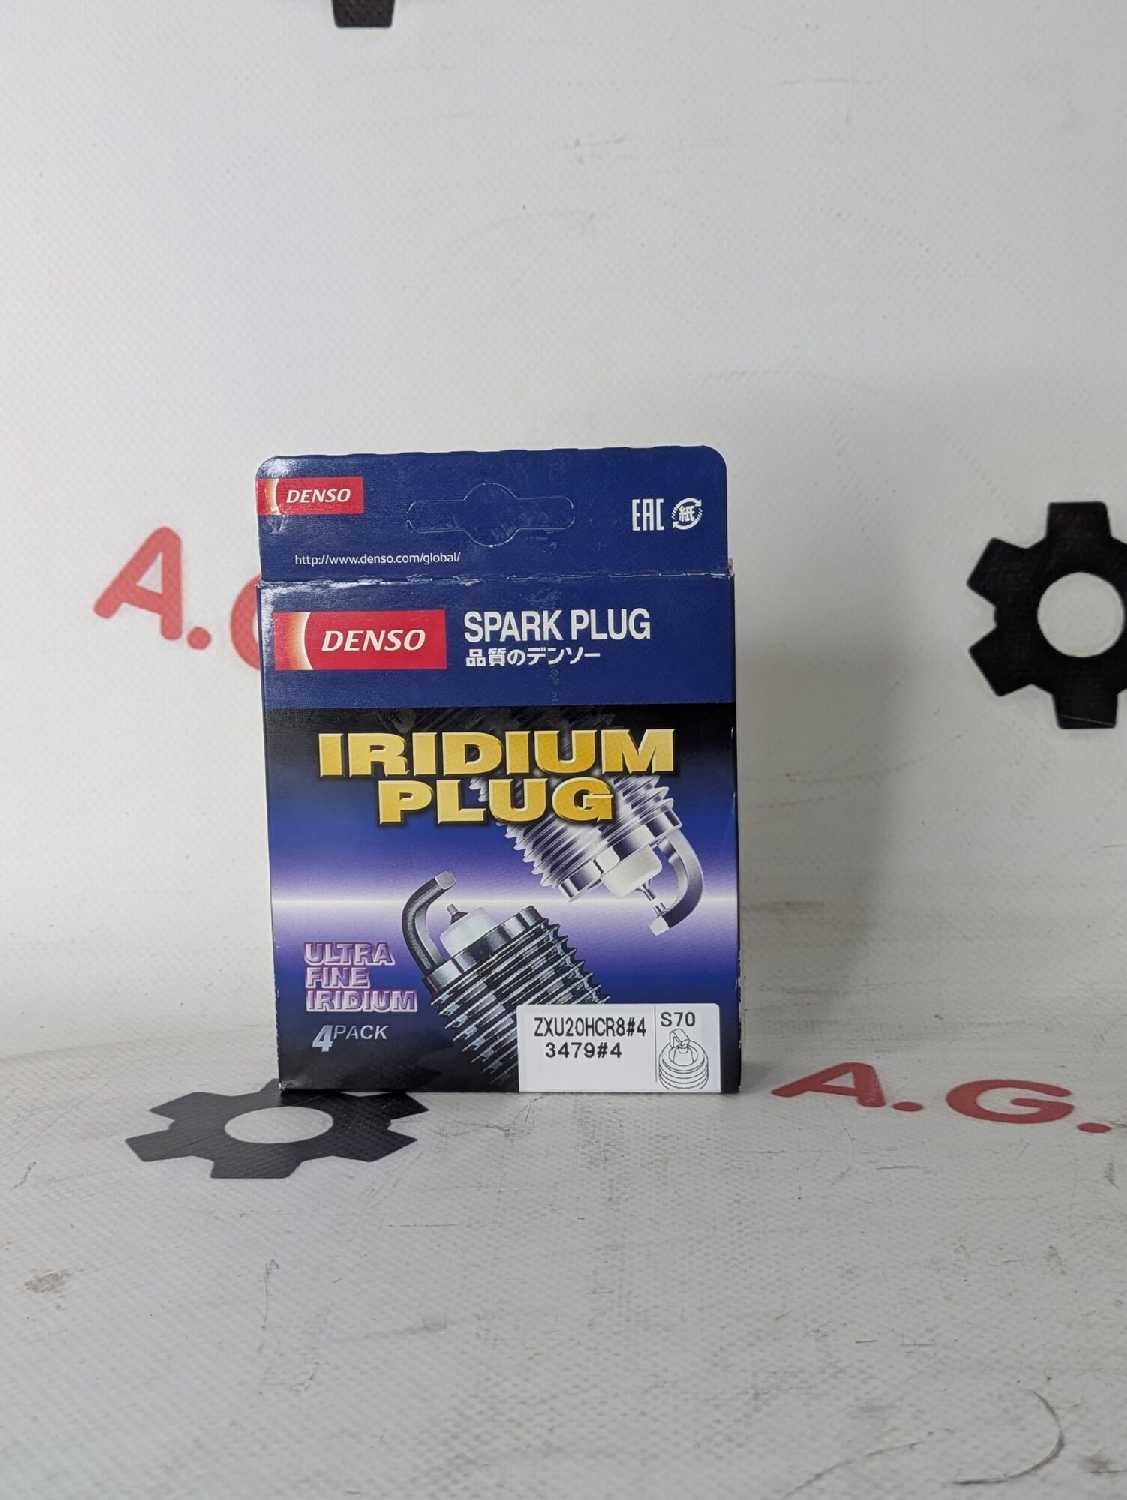 DENSO
EAC 紙
http://www.denso.com/global/
A.G
DENSO
SPARK PLUG
品質のデンソー
IRIDIUM
PLUG
ULTRA
FINE
IRIDIUM
4PACK
ZXU20HCR8#4
3479#4
S70
A.G.